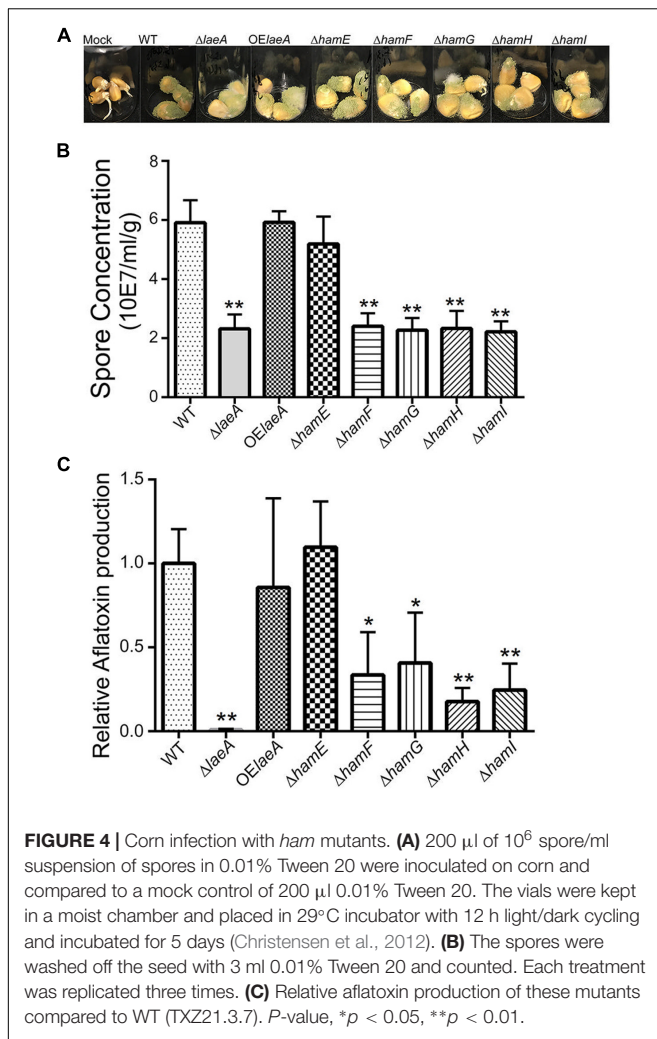 A
Mock WT ΔlaeA OElaeA ΔhamE ΔhamF ΔhamG ΔhamH ΔhamI
B
Spore Concentration
(10E7/ml/g)
8
6
4
2
0
** ** ** ** **
WT ΔlaeA OElaeA ΔhamE ΔhamF ΔhamG ΔhamH ΔhamI
C
Relative Aflatoxin production
1.5
1.0
0.5
0.0
** * * ** **
WT ΔlaeA OElaeA ΔhamE ΔhamF ΔhamG ΔhamH ΔhamI
FIGURE 4 | Corn infection with ham mutants. (A) 200 μl of 10⁶ spore/ml
suspension of spores in 0.01% Tween 20 were inoculated on corn and
compared to a mock control of 200 μl 0.01% Tween 20. The vials were kept
in a moist chamber and placed in 29°C incubator with 12 h light/dark cycling
and incubated for 5 days (Christensen et al., 2012). (B) The spores were
washed off the seed with 3 ml 0.01% Tween 20 and counted. Each treatment
was replicated three times. (C) Relative aflatoxin production of these mutants
compared to WT (TXZ21.3.7). P-value, *p < 0.05, **p < 0.01.